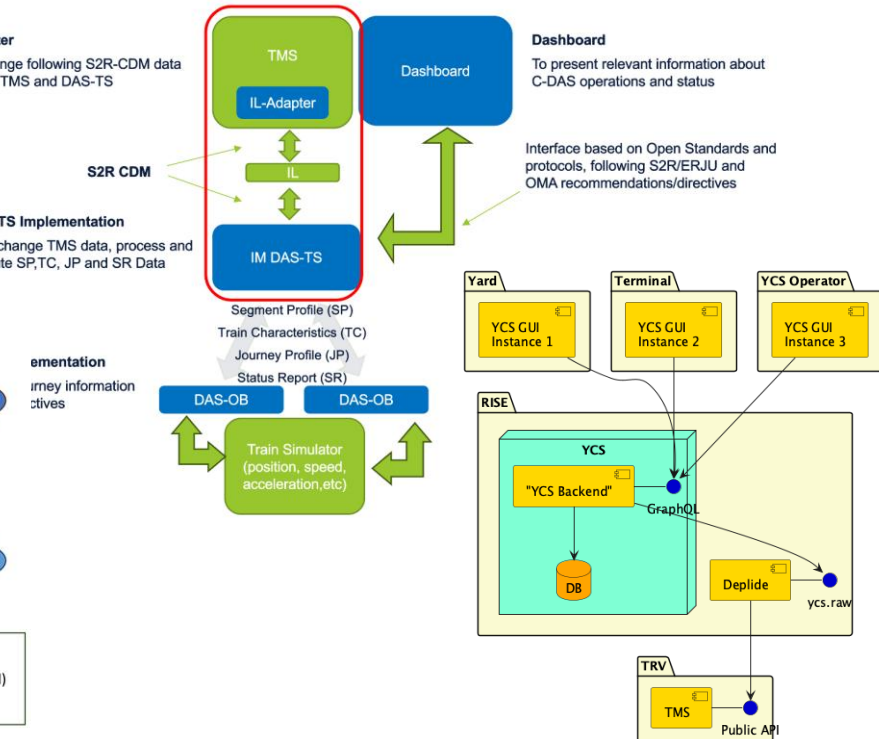 TMS
IL-Adapter
Dashboard
Dashboard
To present relevant information about
C-DAS operations and status
nge following S2R-CDM data
TMS and DAS-TS
S2R CDM
IL
Interface based on Open Standards and
protocols, following S2R/ERJU and
OMA recommendations/directives
TS Implementation
change TMS data, process and
SP,TC, JP and SR Data
IM DAS-TS
Segment Profile (SP)
Train Characteristics (TC)
Journey Profile (JP)
Status Report (SR)
ementation
urney information
ctives
DAS-OB
DAS-OB
Train Simulator
(position, speed,
acceleration,etc)
Yard
YCS GUI
Instance 1
Terminal
YCS GUI
Instance 2
YCS Operator
YCS GUI
Instance 3
RISE
YCS
"YCS Backend"
GraphQL
DB
Deplide
ycs.raw
TRV
TMS
Public API